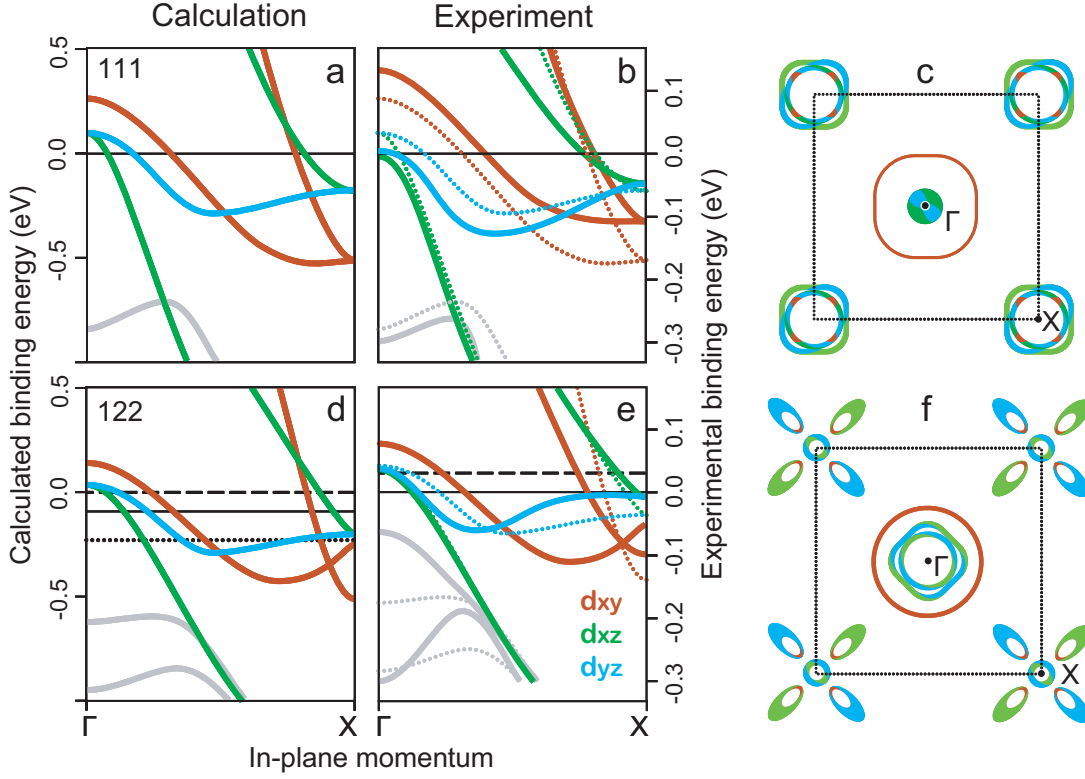 Calculation
Experiment
111
a
b
c
0.5
0.0
-0.5
0.1
0.0
-0.1
-0.2
-0.3
Γ
X
122
d
e
f
0.5
0.0
-0.5
0.1
0.0
-0.1
-0.2
-0.3
dxy
dxz
dyz
Γ
X
Γ
X
In-plane momentum
Calculated binding energy (eV)
Experimental binding energy (eV)